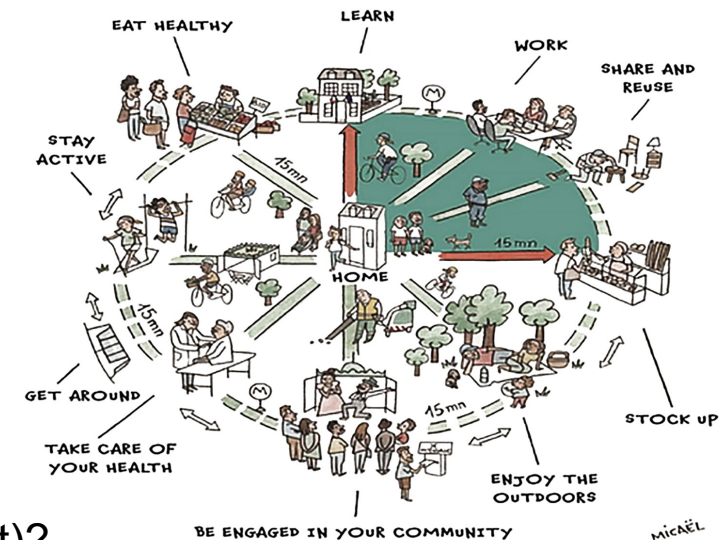 LEARN
EAT HEALTHY
WORK
SHARE AND
REUSE
M
STAY
ACTIVE
15mn
15mn
HOME
15mn
GET AROUND
M
15mn
STOCK UP
TAKE CARE OF
YOUR HEALTH
ENJOY THE
OUTDOORS
BE ENGAGED IN YOUR COMMUNITY
MICAËL
t)?